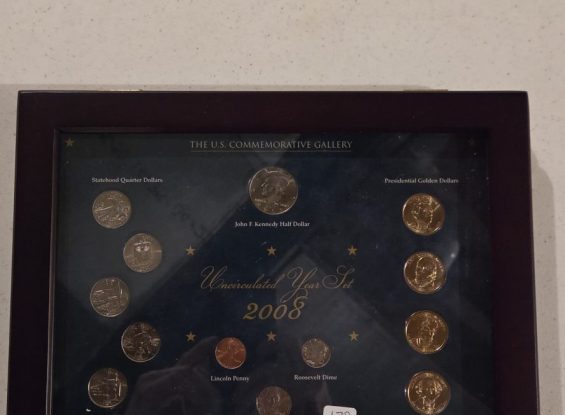 THE U.S. COMMEMORATIVE GALLERY
Statehood Quarter Dollars
Presidential Golden Dollars
John F. Kennedy Half Dollar
Uncirculated Year Set
2008
Lincoln Penny
Roosevelt Dime